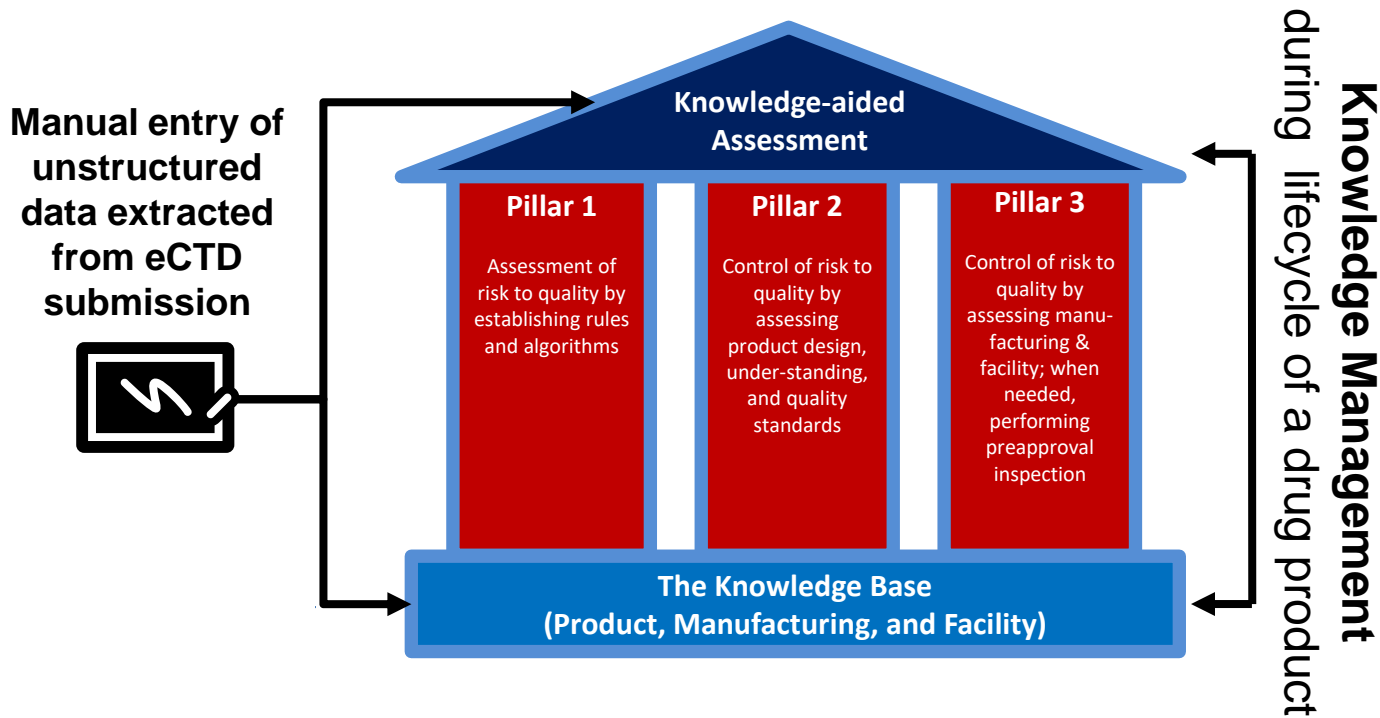 Manual entry of
unstructured
data extracted
from eCTD
submission
Knowledge-aided
Assessment
Pillar 1
Assessment of
risk to quality by
establishing rules
and algorithms
Pillar 2
Control of risk to
quality by
assessing
product design,
under-standing,
and quality
standards
Pillar 3
Control of risk to
quality by
assessing manu-
facturing &
facility; when
needed,
performing
preapproval
inspection
The Knowledge Base
(Product, Manufacturing, and Facility)
Knowledge Management
during lifecycle of a drug product